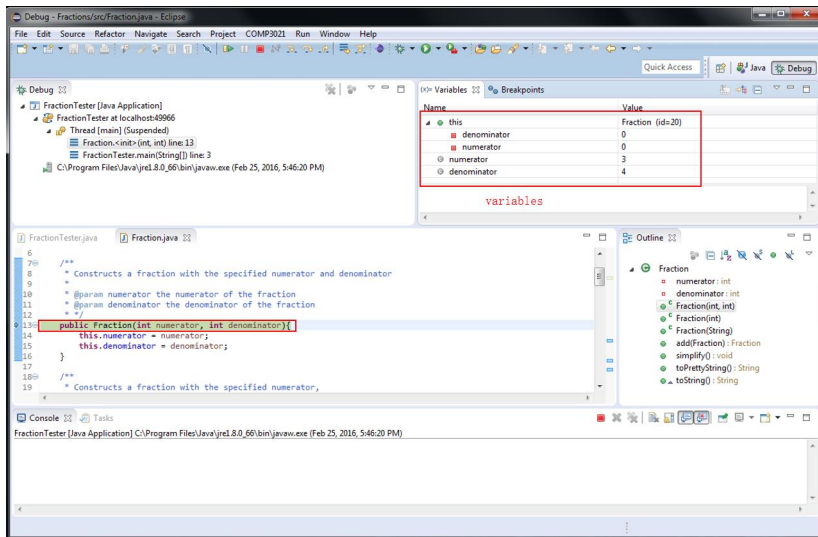 Debug - Fractions/src/Fraction.java - Eclipse
File Edit Source Refactor Navigate Search Project COMP3021 Run Window Help
Quick Access
Java
Debug
Debug
FractionTester [Java Application]
FractionTester at localhost:49966
Thread [main] (Suspended)
Fraction.<init>(int, int) line: 13
FractionTester.main(String[]) line: 3
C:\Program Files\Java\jre1.8.0_66\bin\javaw.exe (Feb 25, 2016, 5:46:20 PM)
(x)= Variables
Breakpoints
Name Value
this Fraction (id=20)
denominator 0
numerator 0
numerator 3
denominator 4
variables
FractionTester.java
Fraction.java
6
7 /**
8 * Constructs a fraction with the specified numerator and denominator
9 *
10 * @param numerator the numerator of the fraction
11 * @param denominator the denominator of the fraction
12 * */
13 public Fraction(int numerator, int denominator){
14 this.numerator = numerator;
15 this.denominator = denominator;
16 }
17
18 /**
19 * Constructs a fraction with the specified numerator,
Outline
Fraction
numerator : int
denominator : int
Fraction(int, int)
Fraction(int)
Fraction(String)
add(Fraction) : Fraction
simplify() : void
toPrettyString() : String
toString() : String
Console
Tasks
FractionTester [Java Application] C:\Program Files\Java\jre1.8.0_66\bin\javaw.exe (Feb 25, 2016, 5:46:20 PM)